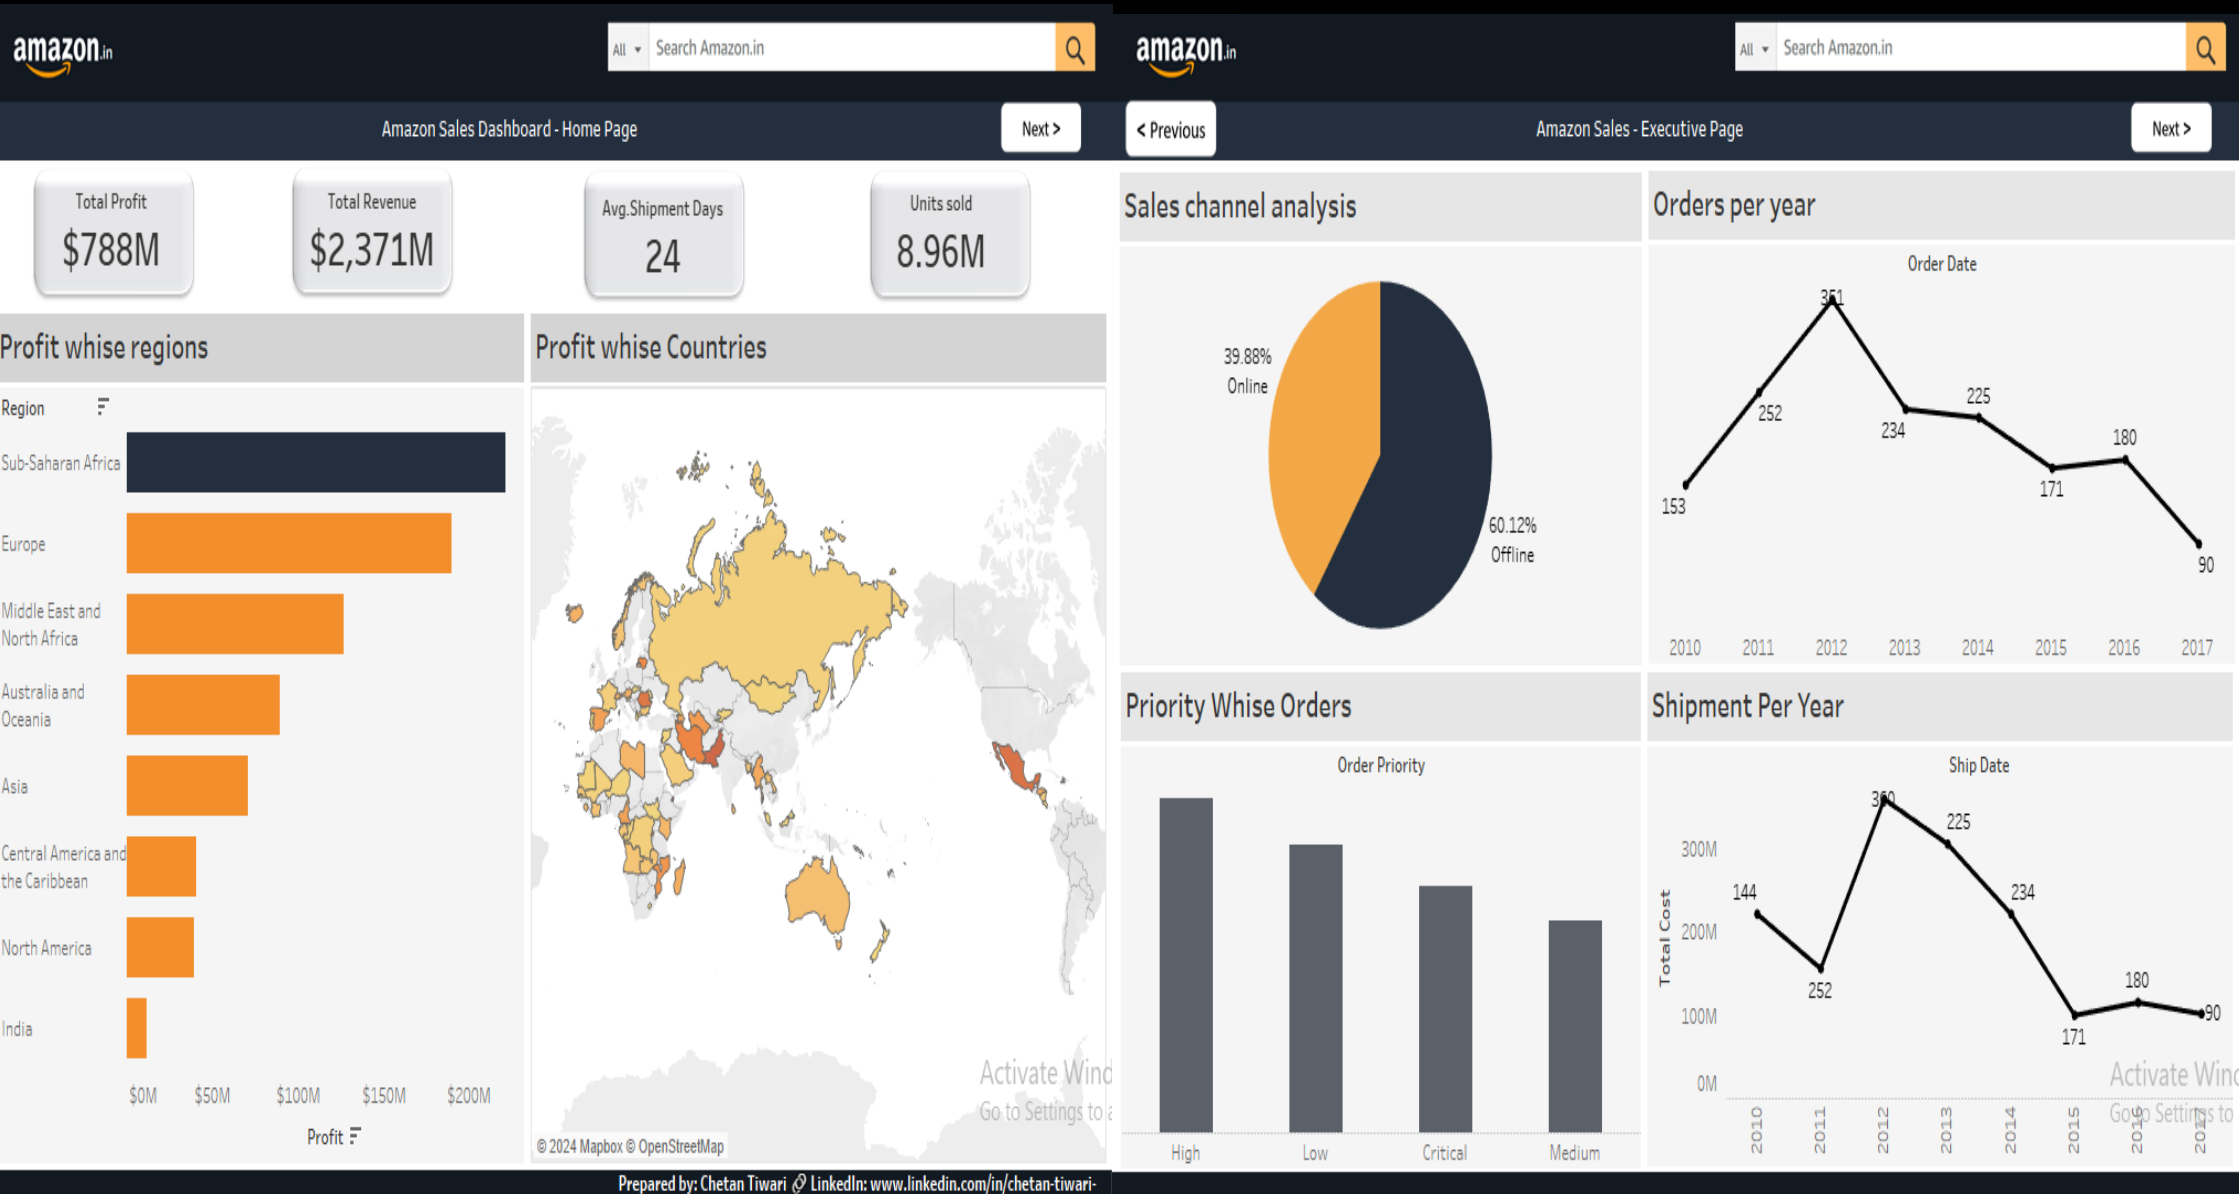 amazon.in
All Search Amazon.in
Amazon Sales Dashboard - Home Page
Next >
Total Profit
$788M
Total Revenue
$2,371M
Avg.Shipment Days
24
Units sold
8.96M
Profit whise regions
Region
Sub-Saharan Africa
Europe
Middle East and
North Africa
Australia and
Oceania
Asia
Central America and
the Caribbean
North America
India
$0M $50M $100M $150M $200M
Profit
Profit whise Countries
© 2024 Mapbox © OpenStreetMap
Activate Wind
Go to Settings to a
Prepared by: Chetan Tiwari LinkedIn: www.linkedin.com/in/chetan-tiwari-
amazon.in
All Search Amazon.in
< Previous
Amazon Sales - Executive Page
Next >
Sales channel analysis
39.88%
Online
60.12%
Offline
Orders per year
Order Date
153
252
351
234
225
171
180
90
2010 2011 2012 2013 2014 2015 2016 2017
Priority Whise Orders
Order Priority
High Low Critical Medium
Shipment Per Year
Ship Date
Total Cost
300M
200M
100M
0M
144
252
360
225
234
171
180
90
2010 2011 2012 2013 2014 2015 2016 2017
Activate Wind
Go to Settings to